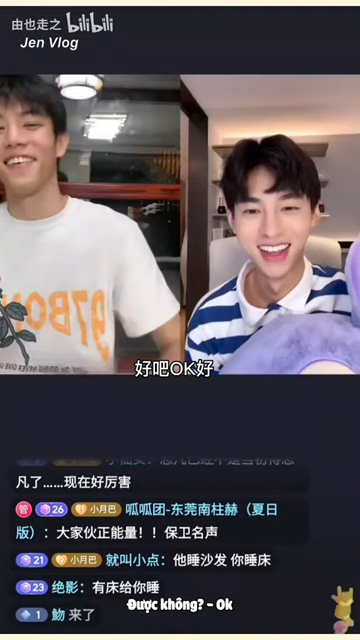 由也走之 bilibili
Jen Vlog
好吧OK好
凡了……现在好厉害
管 26 小月巴 呱呱团-东莞南柱赫（夏日
版）：大家伙正能量！！保卫名声
21 小月巴 就叫小点：他睡沙发 你睡床
23 绝影：有床给你睡
Được không? - Ok
1 劔 来了